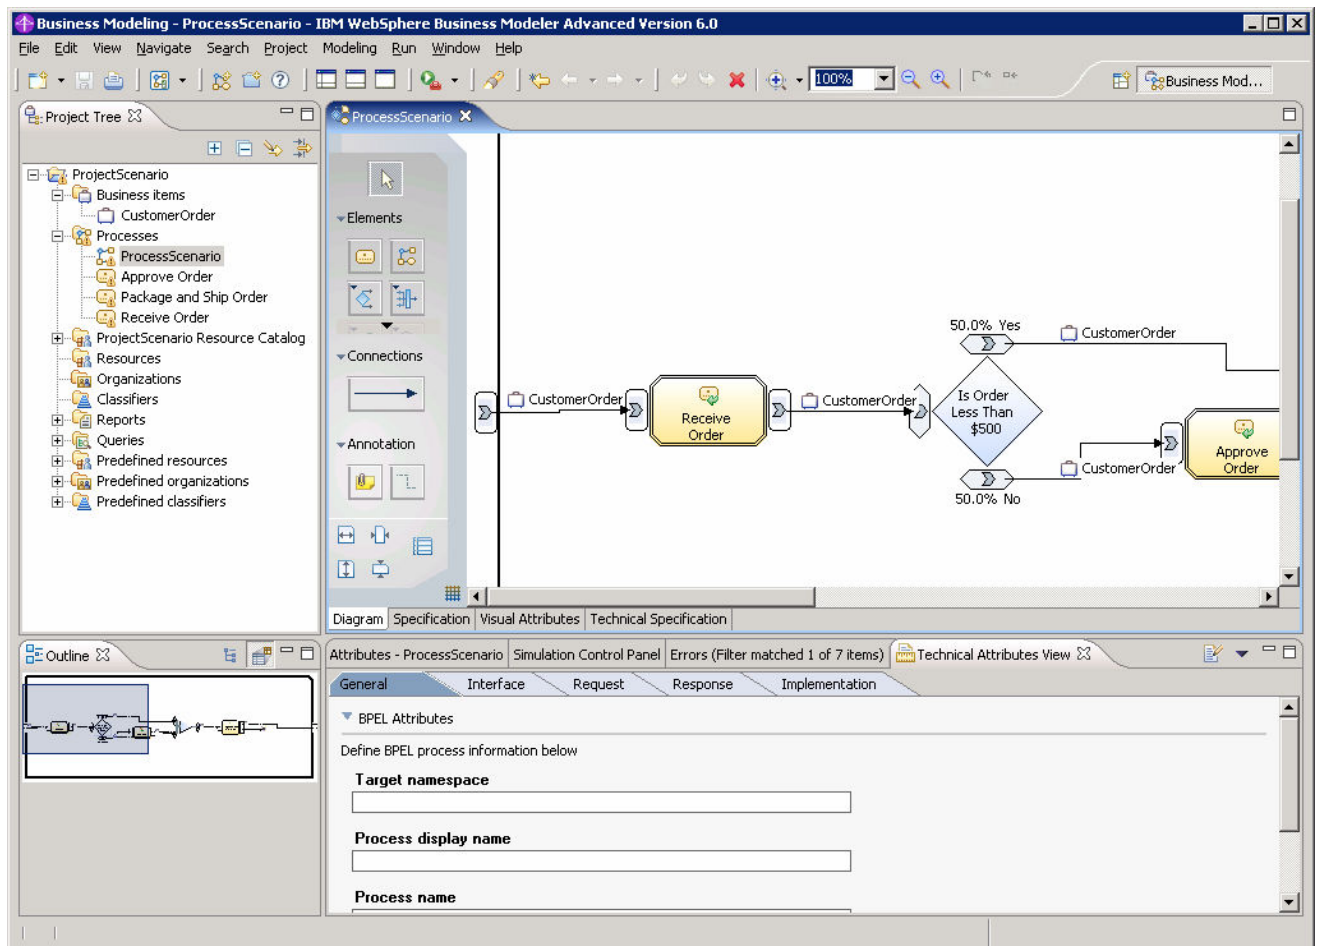 Business Modeling - ProcessScenario - IBM WebSphere Business Modeler Advanced Version 6.0
File Edit View Navigate Search Project Modeling Run Window Help
100%
Business Mod...
Project Tree
ProjectScenario
Business items
CustomerOrder
Processes
ProcessScenario
Approve Order
Package and Ship Order
Receive Order
ProjectScenario Resource Catalog
Resources
Organizations
Classifiers
Reports
Queries
Predefined resources
Predefined organizations
Predefined classifiers
ProcessScenario
Elements
Connections
Annotation
CustomerOrder
Receive
Order
CustomerOrder
Is Order
Less Than
$500
50.0% Yes
CustomerOrder
50.0% No
CustomerOrder
Approve
Order
Diagram Specification Visual Attributes Technical Specification
Outline
Attributes - ProcessScenario Simulation Control Panel Errors (Filter matched 1 of 7 items) Technical Attributes View
General Interface Request Response Implementation
BPEL Attributes
Define BPEL process information below
Target namespace
Process display name
Process name